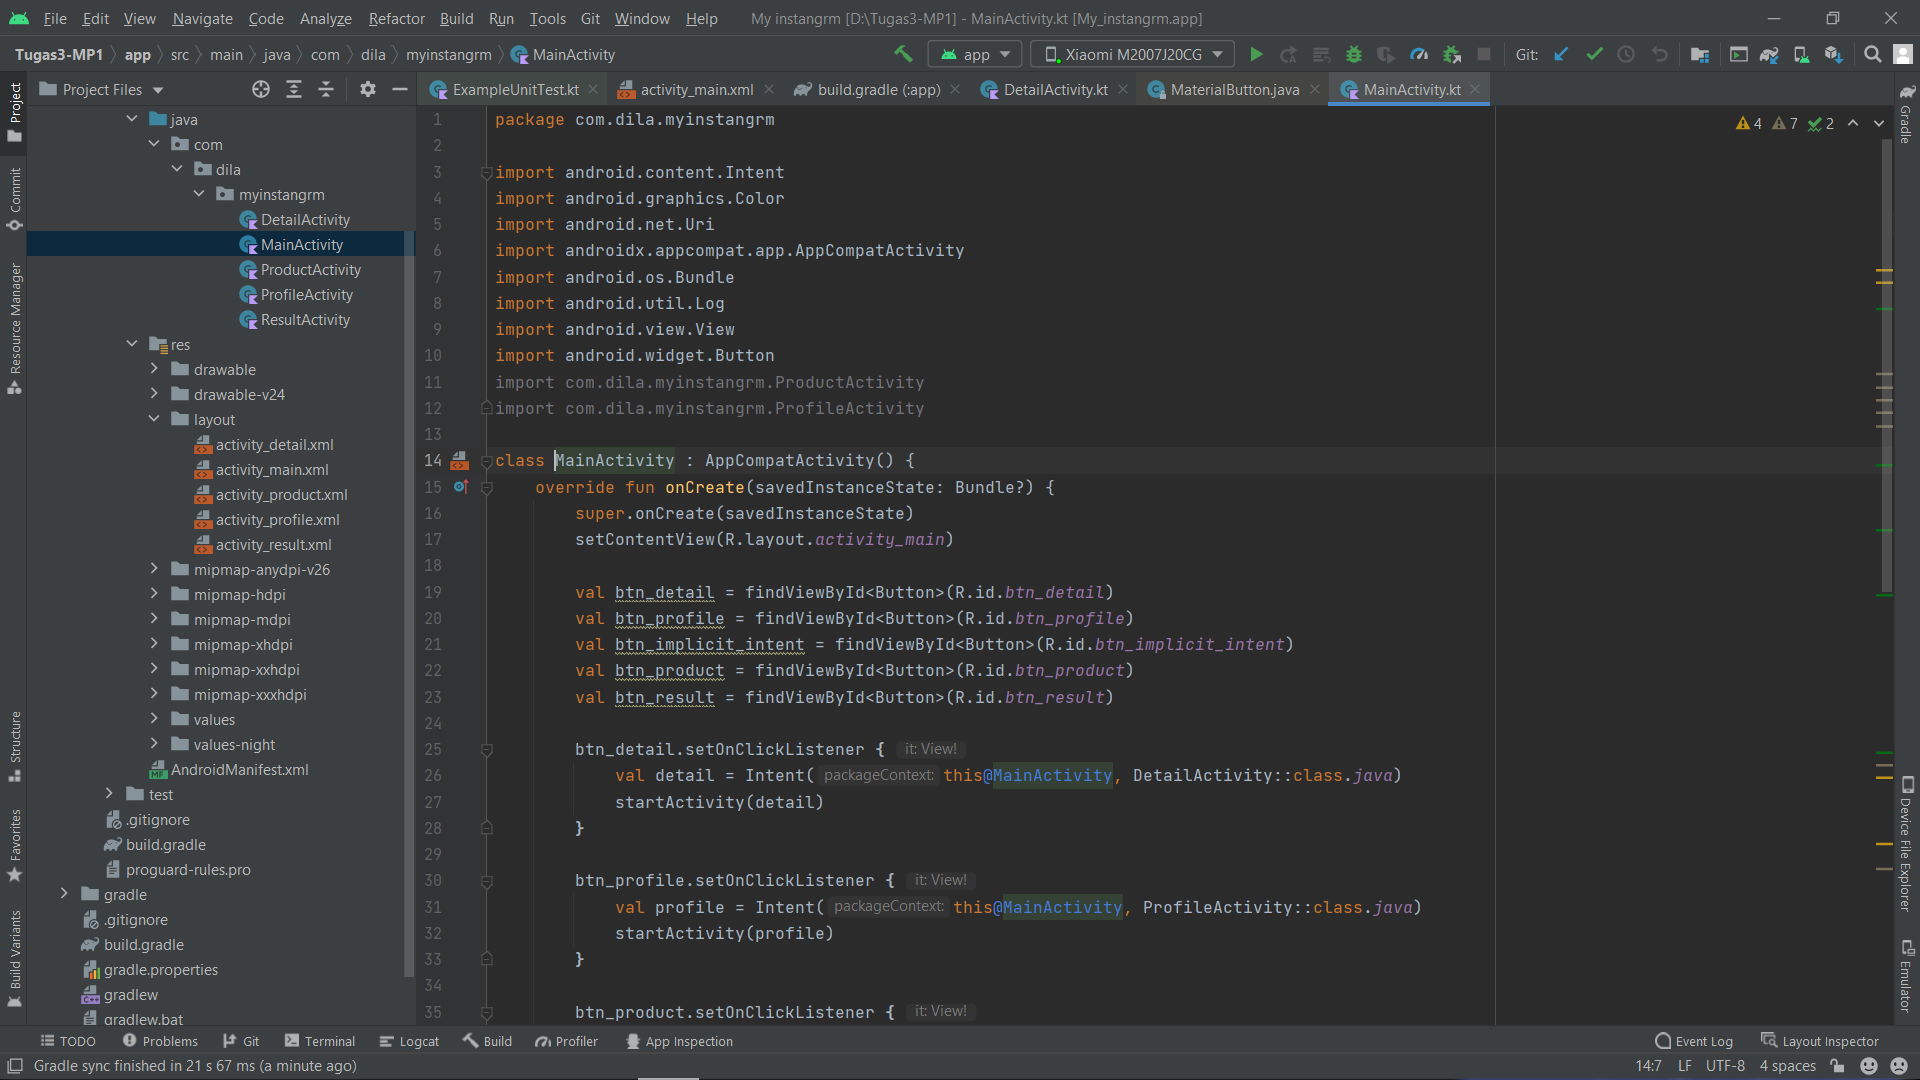 File Edit View Navigate Code Analyze Refactor Build Run Tools Git Window Help My instangrm [D:\Tugas3-MP1] - MainActivity.kt [My_instangrm.app]
Tugas3-MP1 app src main java com dila myinstangrm MainActivity app Xiaomi M2007J20CG Git:
Project Files
ExampleUnitTest.kt activity_main.xml build.gradle (:app) DetailActivity.kt MaterialButton.java MainActivity.kt
Project
Commit
Resource Manager
Structure
Favorites
Build Variants
java
com
dila
myinstangrm
DetailActivity
MainActivity
ProductActivity
ProfileActivity
ResultActivity
res
drawable
drawable-v24
layout
activity_detail.xml
activity_main.xml
activity_product.xml
activity_profile.xml
activity_result.xml
mipmap-anydpi-v26
mipmap-hdpi
mipmap-mdpi
mipmap-xhdpi
mipmap-xxhdpi
mipmap-xxxhdpi
values
values-night
AndroidManifest.xml
test
.gitignore
build.gradle
proguard-rules.pro
gradle
.gitignore
build.gradle
gradle.properties
gradlew
gradlew.bat
4 7 2
1 package com.dila.myinstangrm
2
3 import android.content.Intent
4 import android.graphics.Color
5 import android.net.Uri
6 import androidx.appcompat.app.AppCompatActivity
7 import android.os.Bundle
8 import android.util.Log
9 import android.view.View
10 import android.widget.Button
11 import com.dila.myinstangrm.ProductActivity
12 import com.dila.myinstangrm.ProfileActivity
13
14 class MainActivity : AppCompatActivity() {
15 override fun onCreate(savedInstanceState: Bundle?) {
16 super.onCreate(savedInstanceState)
17 setContentView(R.layout.activity_main)
18
19 val btn_detail = findViewById<Button>(R.id.btn_detail)
20 val btn_profile = findViewById<Button>(R.id.btn_profile)
21 val btn_implicit_intent = findViewById<Button>(R.id.btn_implicit_intent)
22 val btn_product = findViewById<Button>(R.id.btn_product)
23 val btn_result = findViewById<Button>(R.id.btn_result)
24
25 btn_detail.setOnClickListener { it: View!
26 val detail = Intent( packageContext: this@MainActivity, DetailActivity::class.java)
27 startActivity(detail)
28 }
29
30 btn_profile.setOnClickListener { it: View!
31 val profile = Intent( packageContext: this@MainActivity, ProfileActivity::class.java)
32 startActivity(profile)
33 }
34
35 btn_product.setOnClickListener { it: View!
Gradle
Device File Explorer
Emulator
TODO Problems Git Terminal Logcat Build Profiler App Inspection Event Log Layout Inspector
Gradle sync finished in 21 s 67 ms (a minute ago) 14:7 LF UTF-8 4 spaces